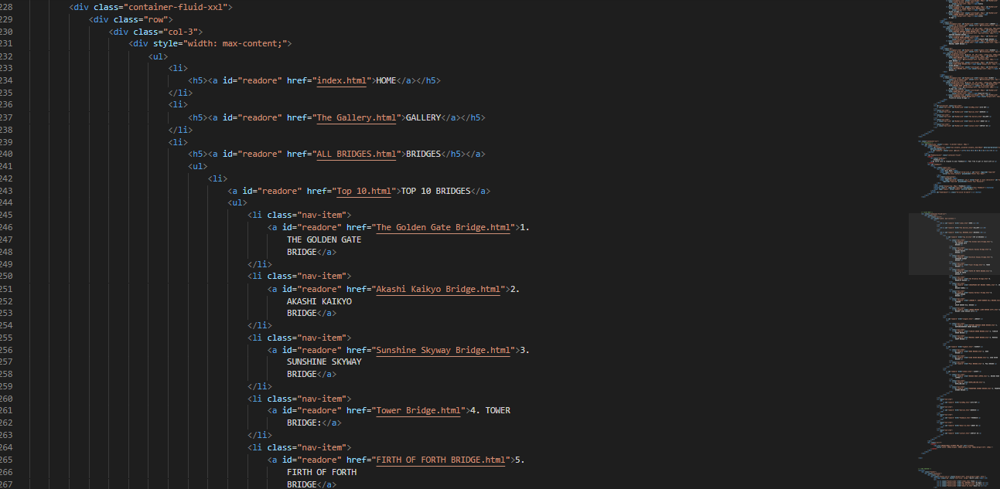 228 <div class="container-fluid-xxl">
229 <div class="row">
230 <div class="col-3">
231 <div style="width: max-content;">
232 <ul>
233 <li>
234 <h5><a id="readore" href="index.html">HOME</a></h5>
235 </li>
236 <li>
237 <h5><a id="readore" href="The Gallery.html">GALLERY</a></h5>
238 </li>
239 <li>
240 <h5><a id="readore" href="ALL BRIDGES.html">BRIDGES</h5></a>
241 <ul>
242 <li>
243 <a id="readore" href="Top 10.html">TOP 10 BRIDGES</a>
244 <ul>
245 <li class="nav-item">
246 <a id="readore" href="The Golden Gate Bridge.html">1.
247 THE GOLDEN GATE
248 BRIDGE</a>
249 </li>
250 <li class="nav-item">
251 <a id="readore" href="Akashi Kaikyo Bridge.html">2.
252 AKASHI KAIKYO
253 BRIDGE</a>
254 </li>
255 <li class="nav-item">
256 <a id="readore" href="Sunshine Skyway Bridge.html">3.
257 SUNSHINE SKYWAY
258 BRIDGE</a>
259 </li>
260 <li class="nav-item">
261 <a id="readore" href="Tower Bridge.html">4. TOWER
262 BRIDGE:</a>
263 </li>
264 <li class="nav-item">
265 <a id="readore" href="FIRTH OF FORTH BRIDGE.html">5.
266 FIRTH OF FORTH
267 BRIDGE</a>